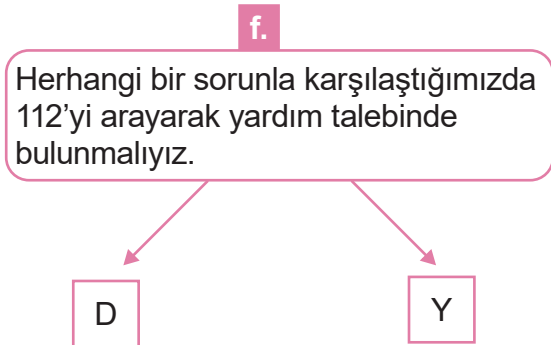 f.
Herhangi bir sorunla karşılaştığımızda
112’yi arayarak yardım talebinde
bulunmalıyız.
D
Y